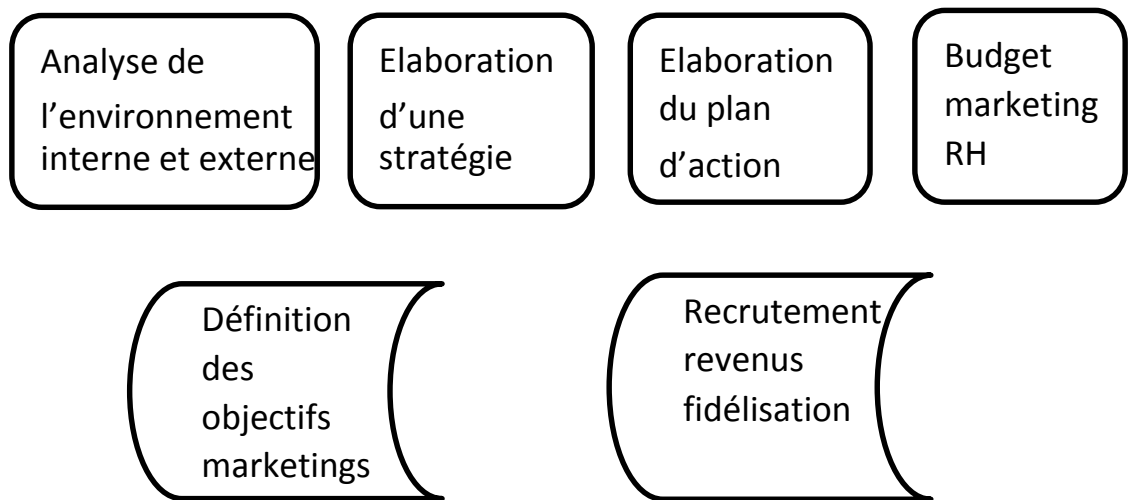 Analyse de
l’environnement
interne et externe
Elaboration
d’une
stratégie
Elaboration
du plan
d’action
Budget
marketing
RH
Définition
des
objectifs
marketings
Recrutement
revenus
fidélisation